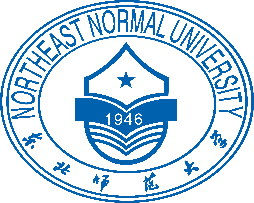 NORTHEAST NORMAL UNIVERSITY
1946
东北师范大学